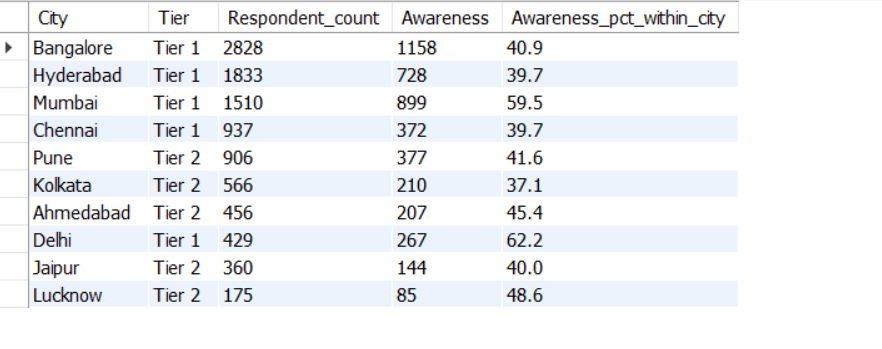 City Tier Respondent_count Awareness Awareness_pct_within_city
Bangalore Tier 1 2828 1158 40.9
Hyderabad Tier 1 1833 728 39.7
Mumbai Tier 1 1510 899 59.5
Chennai Tier 1 937 372 39.7
Pune Tier 2 906 377 41.6
Kolkata Tier 2 566 210 37.1
Ahmedabad Tier 2 456 207 45.4
Delhi Tier 1 429 267 62.2
Jaipur Tier 2 360 144 40.0
Lucknow Tier 2 175 85 48.6